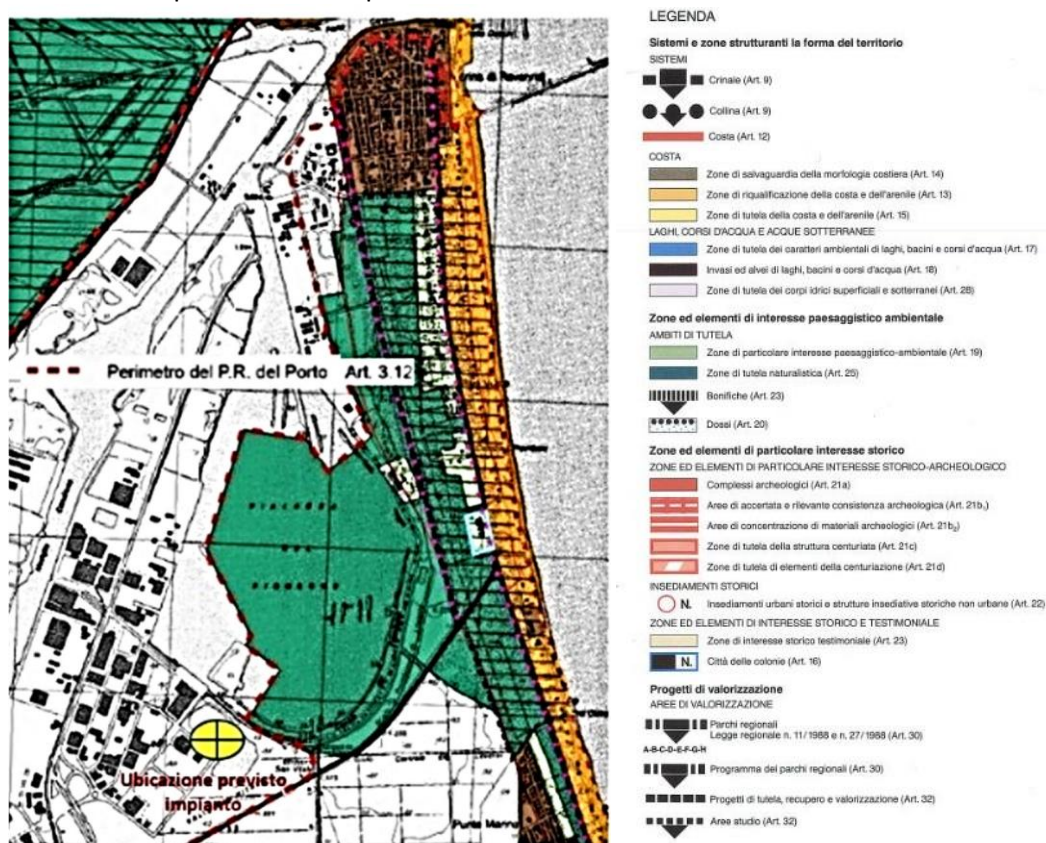 LEGENDA
Sistemi e zone strutturanti la forma del territorio
SISTEMI
Crinale (Art. 9)
Collina (Art. 9)
Costa (Art. 12)
COSTA
Zone di salvaguardia della morfologia costiera (Art. 14)
Zone di riqualificazione della costa e dell'arenile (Art. 13)
Zone di tutela della costa e dell'arenile (Art. 15)
LAGHI, CORSI D'ACQUA E ACQUE SOTTERRANEE
Zone di tutela dei caratteri ambientali di laghi, bacini e corsi d'acqua (Art. 17)
Invasi ed alvei di laghi, bacini e corsi d'acqua (Art. 18)
Zone di tutela dei corpi idrici superficiali e sotterranei (Art. 28)
Zone ed elementi di interesse paesaggistico ambientale
AMBITI DI TUTELA
Zone di particolare interesse paesaggistico-ambientale (Art. 19)
Zone di tutela naturalistica (Art. 25)
Bonifiche (Art. 23)
Dossi (Art. 20)
Zone ed elementi di particolare interesse storico
ZONE ED ELEMENTI DI PARTICOLARE INTERESSE STORICO-ARCHEOLOGICO
Complessi archeologici (Art. 21a)
Aree di accertata e rilevante consistenza archeologica (Art. 21b₁)
Aree di concentrazione di materiali archeologici (Art. 21b₂)
Zone di tutela della struttura centuriata (Art. 21c)
Zone di tutela di elementi della centuriazione (Art. 21d)
INSEDIAMENTI STORICI
N. Insediamenti urbani storici e strutture insediative storiche non urbane (Art. 22)
ZONE ED ELEMENTI DI INTERESSE STORICO E TESTIMONIALE
Zone di interesse storico testimoniale (Art. 23)
N. Città delle colonie (Art. 16)
Progetti di valorizzazione
AREE DI VALORIZZAZIONE
Parchi regionali
Legge regionale n. 11/1988 e n. 27/1988 (Art. 30)
A-B-C-D-E-F-G-H
Programma dei parchi regionali (Art. 30)
Progetti di tutela, recupero e valorizzazione (Art. 32)
Aree studio (Art. 32)
Perimetro del P.R. del Porto Art. 3.12
Ubicazione previsto
impianto